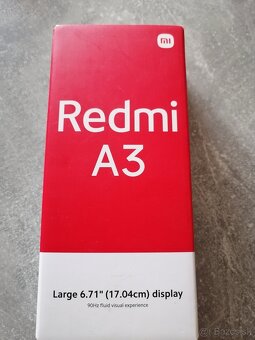 mi
Redmi
A3
Large 6.71" (17.04cm) display
90Hz fluid visual experience